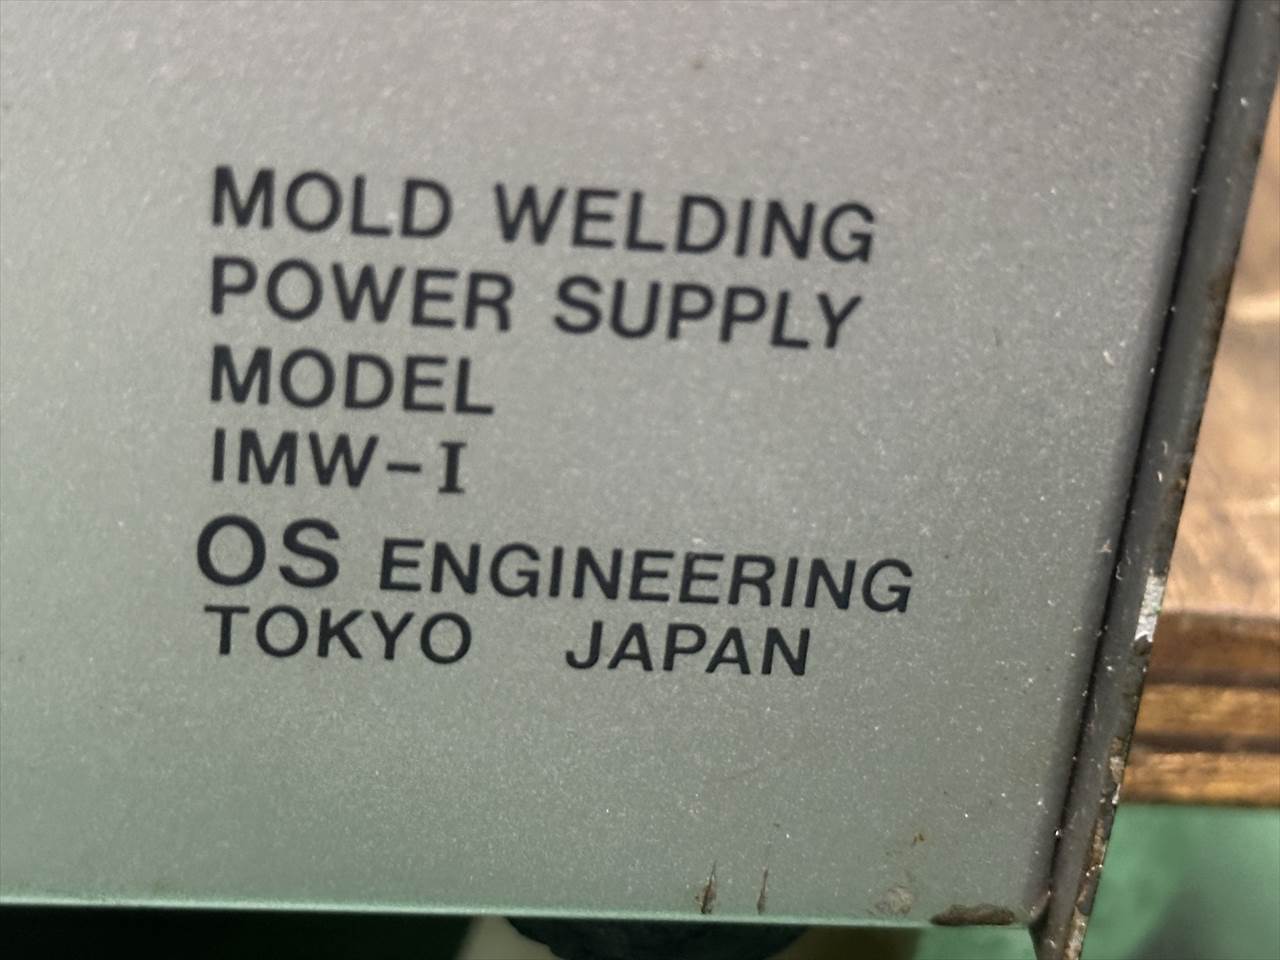 MOLD WELDING
POWER SUPPLY
MODEL
IMW-I
OS ENGINEERING
TOKYO JAPAN